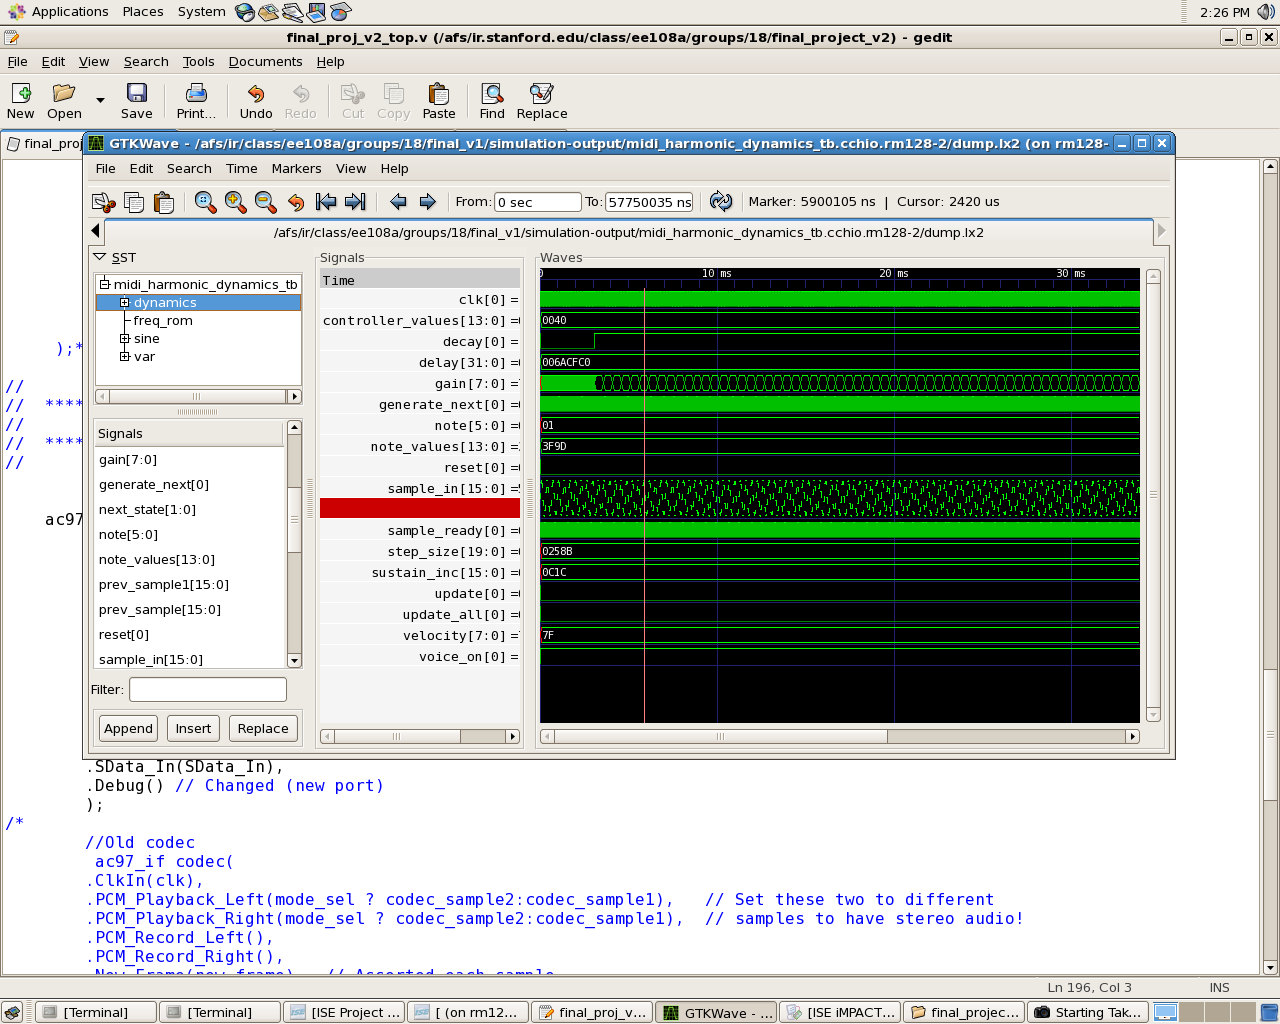 Applications Places System 2:26 PM
final_proj_v2_top.v (/afs/ir.stanford.edu/class/ee108a/groups/18/final_project_v2) - gedit
File Edit View Search Tools Documents Help
New Open Save Print... Undo Redo Cut Copy Paste Find Replace
final_proj
GTKWave - /afs/ir/class/ee108a/groups/18/final_v1/simulation-output/midi_harmonic_dynamics_tb.cchio.rm128-2/dump.lx2 (on rm128-
File Edit Search Time Markers View Help
From: 0 sec To: 57750035 ns Marker: 5900105 ns | Cursor: 2420 us
/afs/ir/class/ee108a/groups/18/final_v1/simulation-output/midi_harmonic_dynamics_tb.cchio.rm128-2/dump.lx2
SST
midi_harmonic_dynamics_tb
dynamics
freq_rom
sine
var
Signals
gain[7:0]
generate_next[0]
next_state[1:0]
note[5:0]
note_values[13:0]
prev_sample1[15:0]
prev_sample[15:0]
reset[0]
sample_in[15:0]
Filter:
Append Insert Replace
Signals
Time
clk[0] =
controller_values[13:0] =
decay[0] =
delay[31:0] =
gain[7:0] =
generate_next[0] =
note[5:0] =
note_values[13:0] =
reset[0] =
sample_in[15:0] =
sample_ready[0] =
step_size[19:0] =
sustain_inc[15:0] =
update[0] =
update_all[0] =
velocity[7:0] =
voice_on[0] =
Waves
0 10 ms 20 ms 30 ms
0040
006ACFC0
01
3F9D
0258B
0C1C
7F
);*
//
// ****
//
// ****
//
ac97
.SData_In(SData_In),
.Debug() // Changed (new port)
);
/*
//Old codec
ac97_if codec(
.ClkIn(clk),
.PCM_Playback_Left(mode_sel ? codec_sample2:codec_sample1), // Set these two to different
.PCM_Playback_Right(mode_sel ? codec_sample2:codec_sample1), // samples to have stereo audio!
.PCM_Record_Left(),
.PCM_Record_Right(),
.New_Frame(new_frame), // Asserted each sample
Ln 196, Col 3 INS
[Terminal] [Terminal] [ISE Project ... [ (on rm12... final_proj_v... GTKWave - ... [ISE iMPACT... final_projec... Starting Tak...